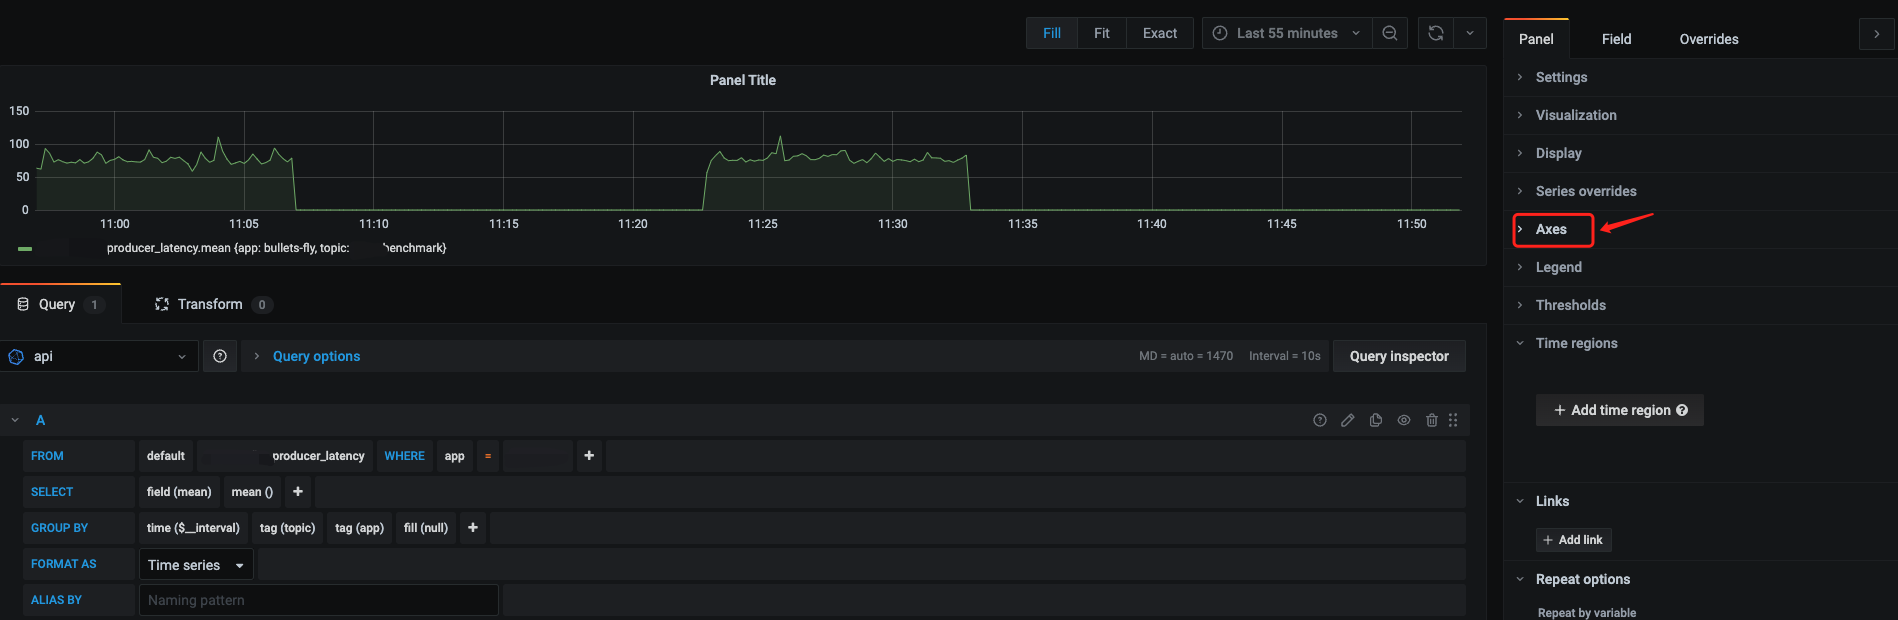 Fill Fit Exact Last 55 minutes
Panel Field Overrides
Panel Title
150
100
50
0
11:00 11:05 11:10 11:15 11:20 11:25 11:30 11:35 11:40 11:45 11:50
producer_latency.mean {app: bullets-fly, topic: benchmark}
Query 1 Transform 0
api Query options MD = auto = 1470 Interval = 10s Query inspector
A
FROM default producer_latency WHERE app = +
SELECT field (mean) mean () +
GROUP BY time ($__interval) tag (topic) tag (app) fill (null) +
FORMAT AS Time series
ALIAS BY Naming pattern
Settings
Visualization
Display
Series overrides
Axes
Legend
Thresholds
Time regions
+ Add time region
Links
+ Add link
Repeat options
Repeat by variable